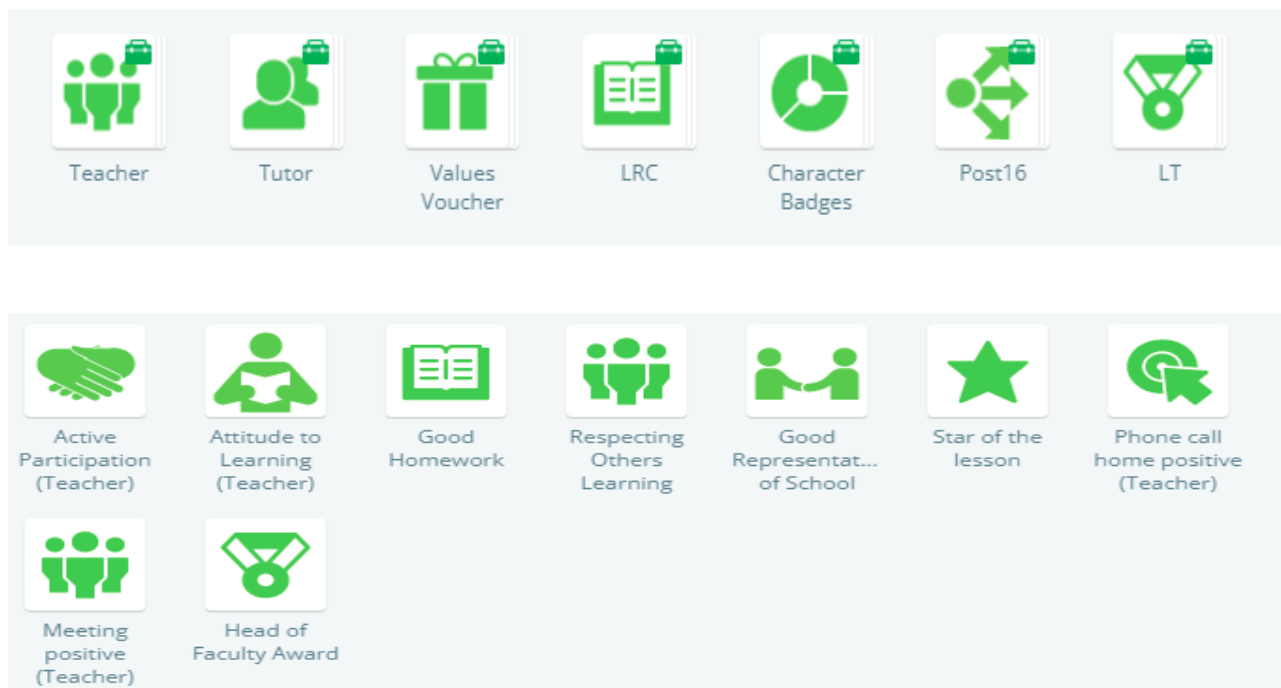 Teacher
Tutor
Values
Voucher
LRC
Character
Badges
Post16
LT
Active
Participation
(Teacher)
Attitude to
Learning
(Teacher)
Good
Homework
Respecting
Others
Learning
Good
Representat...
of School
Star of the
lesson
Phone call
home positive
(Teacher)
Meeting
positive
(Teacher)
Head of
Faculty Award